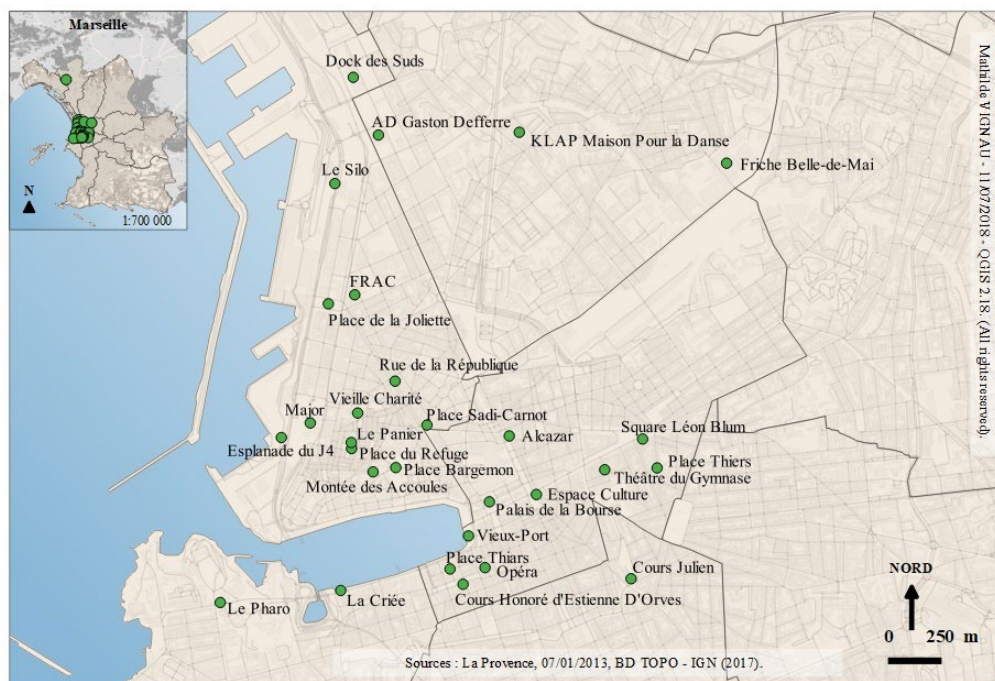 Marseille
N
1:700 000
Dock des Suds
AD Gaston Defferre
KLAP Maison Pour la Danse
Friche Belle-de-Mai
Le Silo
FRAC
Place de la Joliette
Rue de la République
Vieille Charité
Major
Place Sadi-Carnot
Alcazar
Square Léon Blum
Esplanade du J4
Le Panier
Place du Refuge
Place Bargemon
Montée des Accoules
Place Thiers
Théâtre du Gymnase
Espace Culture
Palais de la Bourse
Vieux-Port
Place Thiars
Opéra
Cours Julien
Cours Honoré d'Estienne D'Orves
La Criée
Le Pharo
NORD
0 250 m
Sources : La Provence, 07/01/2013, BD TOPO - IGN (2017).
Mathilde VIGNAU - 11/07/2018 - QGIS 2.18. (All rights reserved).